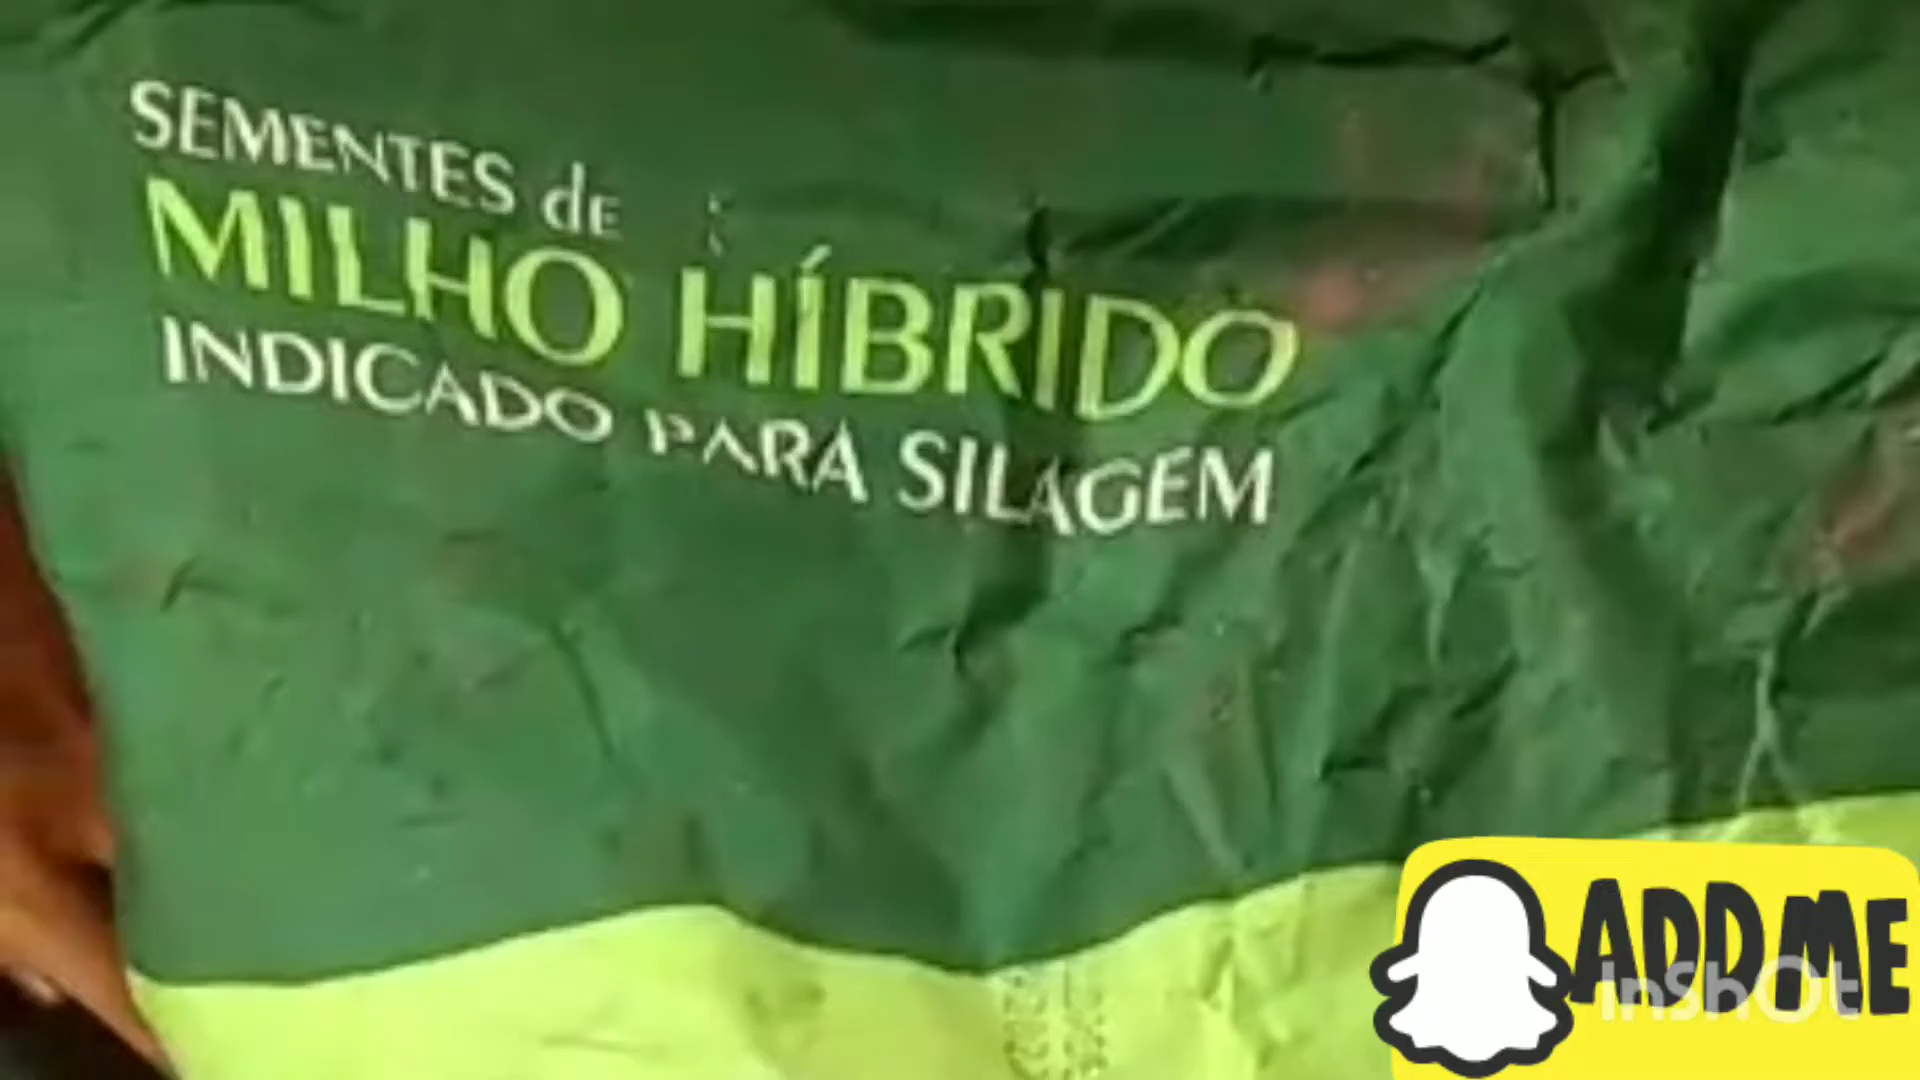 SEMENTES de
MILHO HÍBRIDO
INDICADO PARA SILAGEM
ADD ME
InShOt